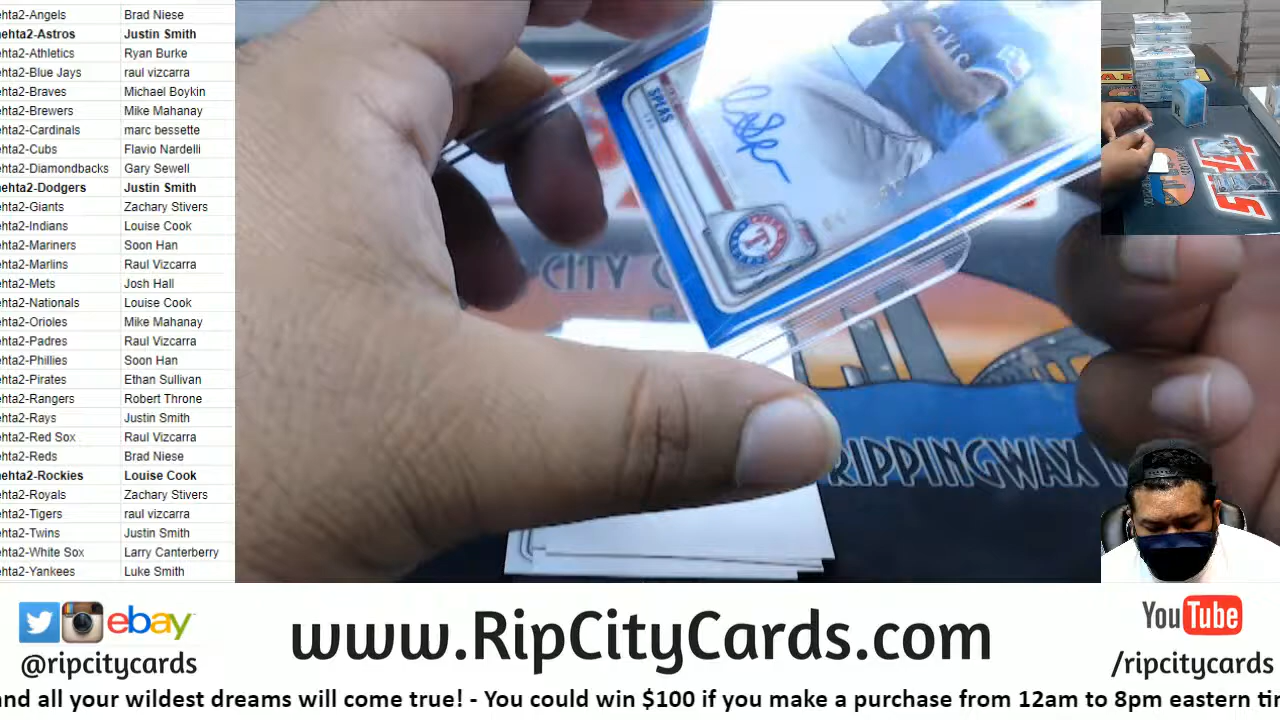 ehta2-Angels Brad Niese
ehta2-Astros Justin Smith
ehta2-Athletics Ryan Burke
ehta2-Blue Jays raul vizcarra
ehta2-Braves Michael Boykin
ehta2-Brewers Mike Mahanay
ehta2-Cardinals marc bessette
ehta2-Cubs Flavio Nardelli
ehta2-Diamondbacks Gary Sewell
ehta2-Dodgers Justin Smith
ehta2-Giants Zachary Stivers
ehta2-Indians Louise Cook
ehta2-Mariners Soon Han
ehta2-Marlins Raul Vizcarra
ehta2-Mets Josh Hall
ehta2-Nationals Louise Cook
ehta2-Orioles Mike Mahanay
ehta2-Padres Raul Vizcarra
ehta2-Phillies Soon Han
ehta2-Pirates Ethan Sullivan
ehta2-Rangers Robert Throne
ehta2-Rays Justin Smith
ehta2-Red Sox Raul Vizcarra
ehta2-Reds Brad Niese
ehta2-Rockies Louise Cook
ehta2-Royals Zachary Stivers
ehta2-Tigers raul vizcarra
ehta2-Twins Justin Smith
ehta2-White Sox Larry Canterberry
ehta2-Yankees Luke Smith
SPEAS
T
CITY
RIPPINGWAX
ebay
@ripcitycards
www.RipCityCards.com
YouTube
/ripcitycards
and all your wildest dreams will come true! - You could win $100 if you make a purchase from 12am to 8pm eastern ti